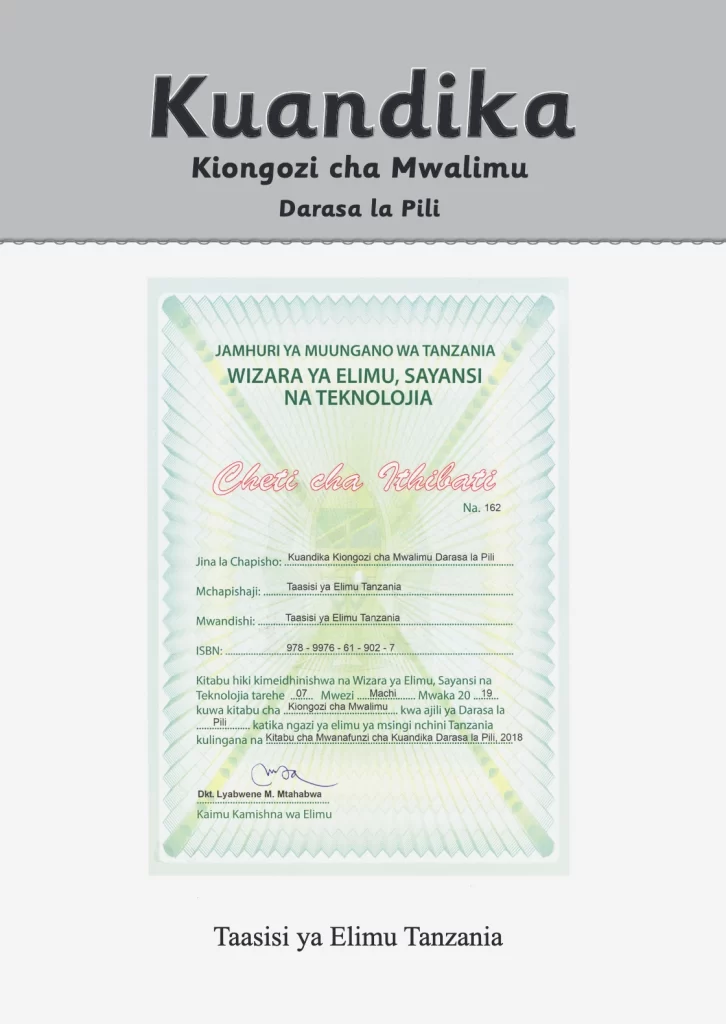 Kuandika
Kiongozi cha Mwalimu
Darasa la Pili
JAMHURI YA MUUNGANO WA TANZANIA
WIZARA YA ELIMU, SAYANSI
NA TEKNOLOJIA
Cheti cha Ithibati
Na. 162
Jina la Chapisho: Kuandika Kiongozi cha Mwalimu Darasa la Pili
Mchapishaji: Taasisi ya Elimu Tanzania
Mwandishi: Taasisi ya Elimu Tanzania
ISBN: 978 - 9976 - 61 - 902 - 7
Kitabu hiki kimeidhinishwa na Wizara ya Elimu, Sayansi na
Teknolojia tarehe 07 Mwezi Machi Mwaka 20 19
kuwa kitabu cha Kiongozi cha Mwalimu kwa ajili ya Darasa la
Pili katika ngazi ya elimu ya msingi nchini Tanzania
kulingana na Kitabu cha Mwanafunzi cha Kuandika Darasa la Pili, 2018
Dkt. Lyabwene M. Mtahabwa
Kaimu Kamishna wa Elimu
Taasisi ya Elimu Tanzania